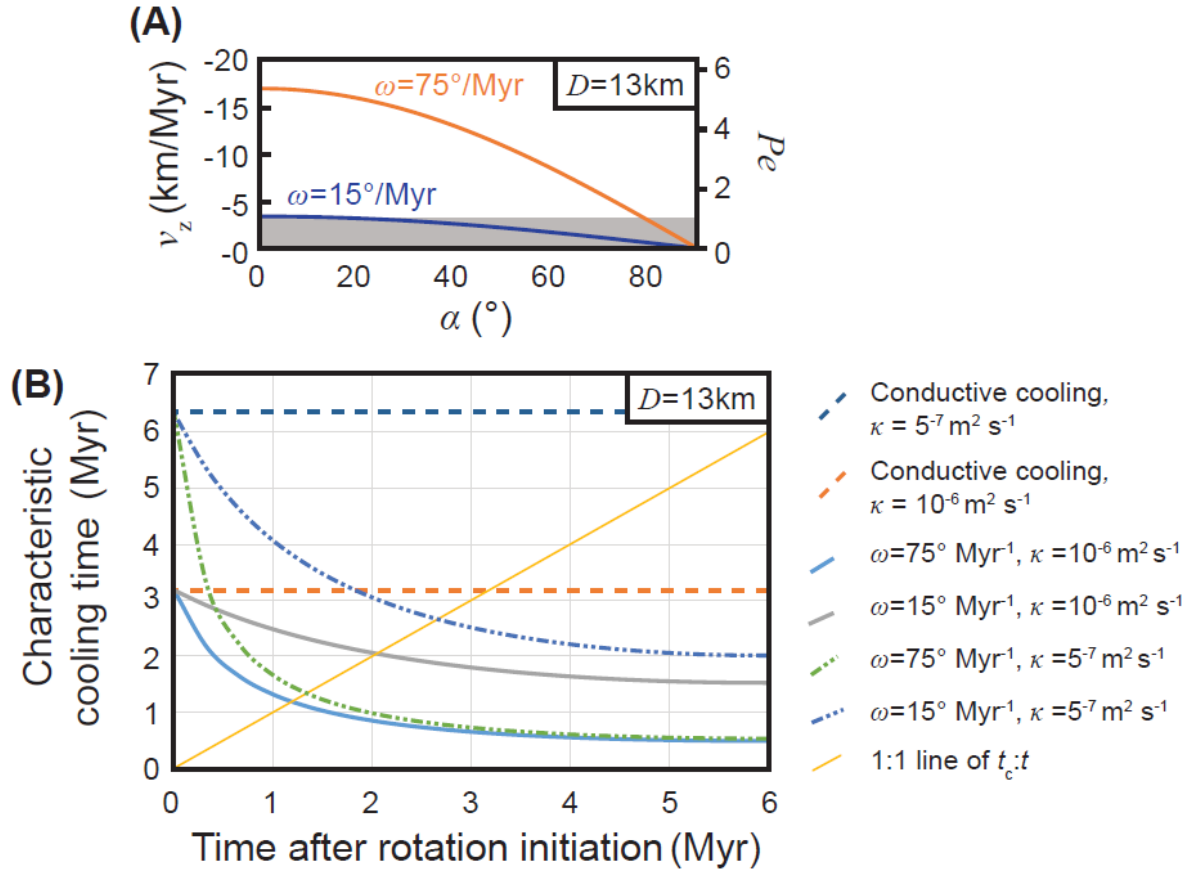 (A)
-20
-15
-10
-5
-0
v_z (km/Myr)
ω=75°/Myr
D=13km
ω=15°/Myr
6
4
2
0
Pe
0 20 40 60 80
α (°)
(B)
7
6
5
4
3
2
1
0
Characteristic
cooling time (Myr)
D=13km
0 1 2 3 4 5 6
Time after rotation initiation (Myr)
Conductive cooling,
κ = 5⁻⁷ m² s⁻¹
Conductive cooling,
κ = 10⁻⁶ m² s⁻¹
ω=75° Myr⁻¹, κ =10⁻⁶ m² s⁻¹
ω=15° Myr⁻¹, κ =10⁻⁶ m² s⁻¹
ω=75° Myr⁻¹, κ =5⁻⁷ m² s⁻¹
ω=15° Myr⁻¹, κ =5⁻⁷ m² s⁻¹
1:1 line of t_c:t